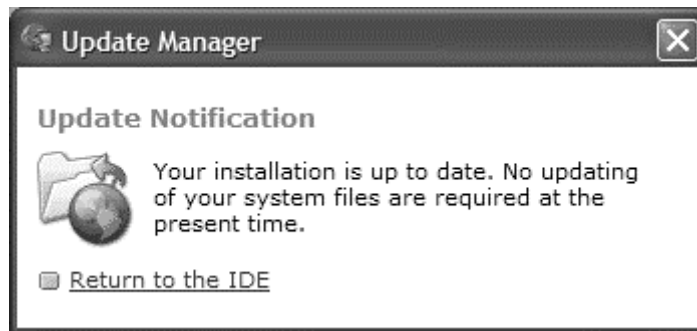 Update Manager
Update Notification
Your installation is up to date. No updating
of your system files are required at the
present time.
Return to the IDE